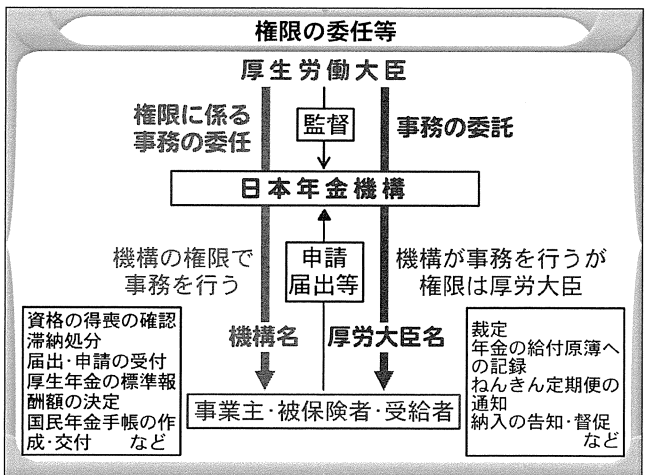 権限の委任等
厚生労働大臣
権限に係る
事務の委任
監督
事務の委託
日本年金機構
機構の権限で
事務を行う
申請
届出等
機構が事務を行うが
権限は厚労大臣
資格の得喪の確認
滞納処分
届出・申請の受付
厚生年金の標準報
酬額の決定
国民年金手帳の作
成・交付　など
機構名
厚労大臣名
裁定
年金の給付原簿へ
の記録
ねんきん定期便の
通知
納入の告知・督促
など
事業主・被保険者・受給者